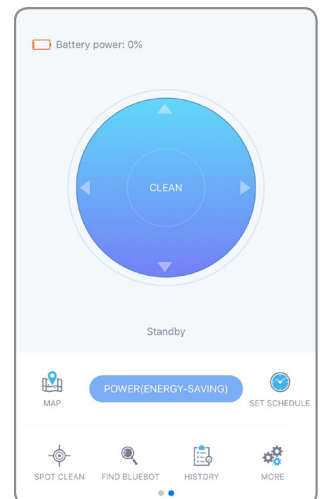 Battery power: 0%
CLEAN
Standby
MAP
POWER(ENERGY-SAVING)
SET SCHEDULE
SPOT CLEAN
FIND BLUEBOT
HISTORY
MORE